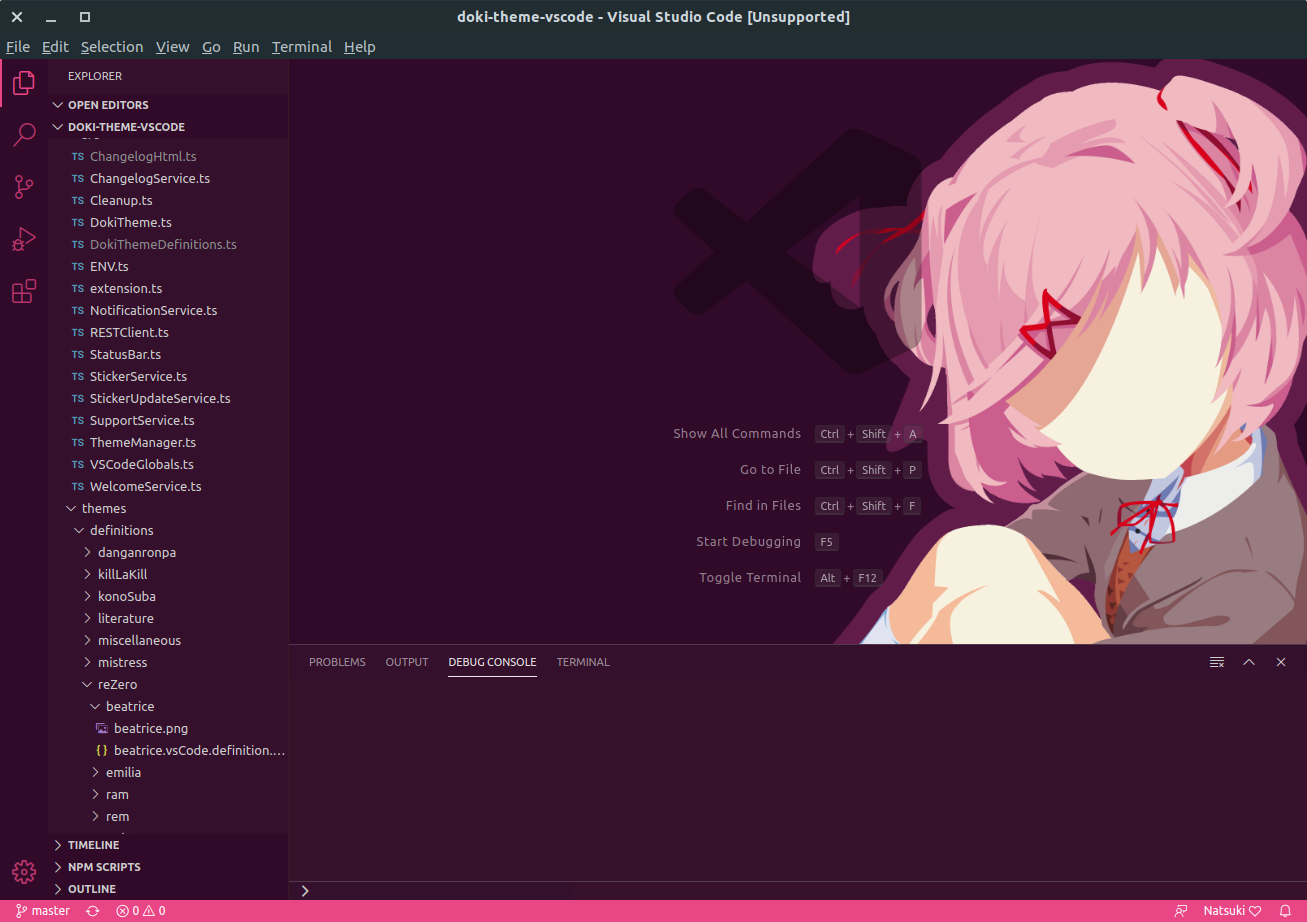 doki-theme-vscode - Visual Studio Code [Unsupported]
File Edit Selection View Go Run Terminal Help
EXPLORER
OPEN EDITORS
DOKI-THEME-VSCODE
TS ChangelogHtml.ts
TS ChangelogService.ts
TS Cleanup.ts
TS DokiTheme.ts
TS DokiThemeDefinitions.ts
TS ENV.ts
TS extension.ts
TS NotificationService.ts
TS RESTClient.ts
TS StatusBar.ts
TS StickerService.ts
TS StickerUpdateService.ts
TS SupportService.ts
TS ThemeManager.ts
TS VSCodeGlobals.ts
TS WelcomeService.ts
themes
definitions
danganronpa
killLaKill
konoSuba
literature
miscellaneous
mistress
reZero
beatrice
beatrice.png
{} beatrice.vsCode.definition....
emilia
ram
rem
TIMELINE
NPM SCRIPTS
OUTLINE
Show All Commands Ctrl + Shift + A
Go to File Ctrl + Shift + P
Find in Files Ctrl + Shift + F
Start Debugging F5
Toggle Terminal Alt + F12
PROBLEMS OUTPUT DEBUG CONSOLE TERMINAL
master 0 0 Natsuki ♡